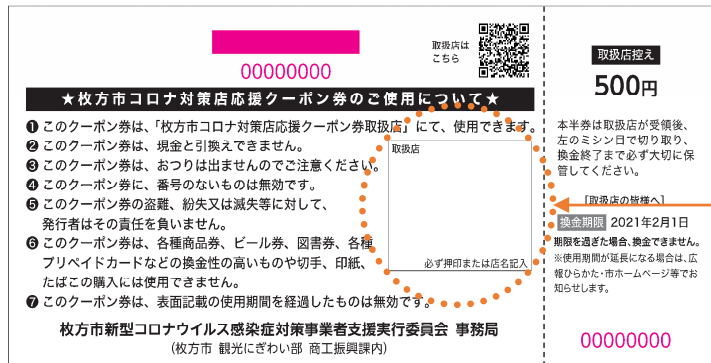 取扱店は
こちら
00000000
★枚方市コロナ対策店応援クーポン券のご使用について★
❶ このクーポン券は、「枚方市コロナ対策店応援クーポン券取扱店」にて、使用できます。
❷ このクーポン券は、現金と引換えできません。
❸ このクーポン券は、おつりは出ませんのでご注意ください。
❹ このクーポン券に、番号のないものは無効です。
❺ このクーポン券の盗難、紛失又は滅失等に対して、
発行者はその責任を負いません。
❻ このクーポン券は、各種商品券、ビール券、図書券、各種
プリペイドカードなどの換金性の高いものや切手、印紙、
たばこの購入には使用できません。
❼ このクーポン券は、表面記載の使用期間を経過したものは無効です。
取扱店
必ず押印または店名記入
枚方市新型コロナウイルス感染症対策事業者支援実行委員会 事務局
(枚方市 観光にぎわい部 商工振興課内)
取扱店控え
500円
本半券は取扱店が受領後、
左のミシン目で切り取り、
換金終了まで必ず大切に保
管してください。
[取扱店の皆様へ]
換金期限 2021年2月1日
期限を過ぎた場合、換金できません。
※使用期間が延長になる場合は、広
報ひらかた・市ホームページ等でお
知らせします。
00000000